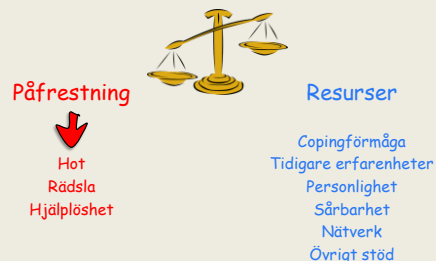 Påfrestning
Hot
Rädsla
Hjälplöshet
Resurser
Copingförmåga
Tidigare erfarenheter
Personlighet
Sårbarhet
Nätverk
Övrigt stöd